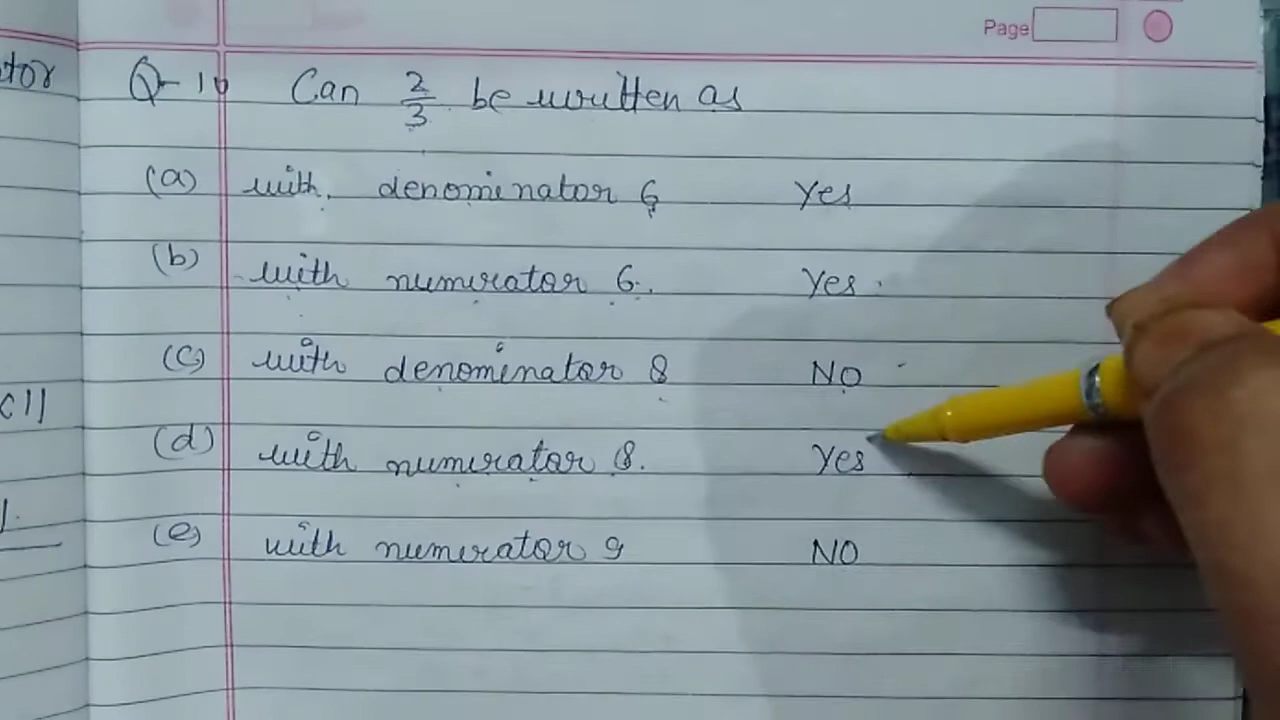 Page
tor
Q-10 Can 2/3 be written as
(a) with denominator 6 Yes
(b) with numerator 6. Yes.
(c) with denominator 8 NO
(d) with numerator 8. Yes
(e) with numerator 9 NO